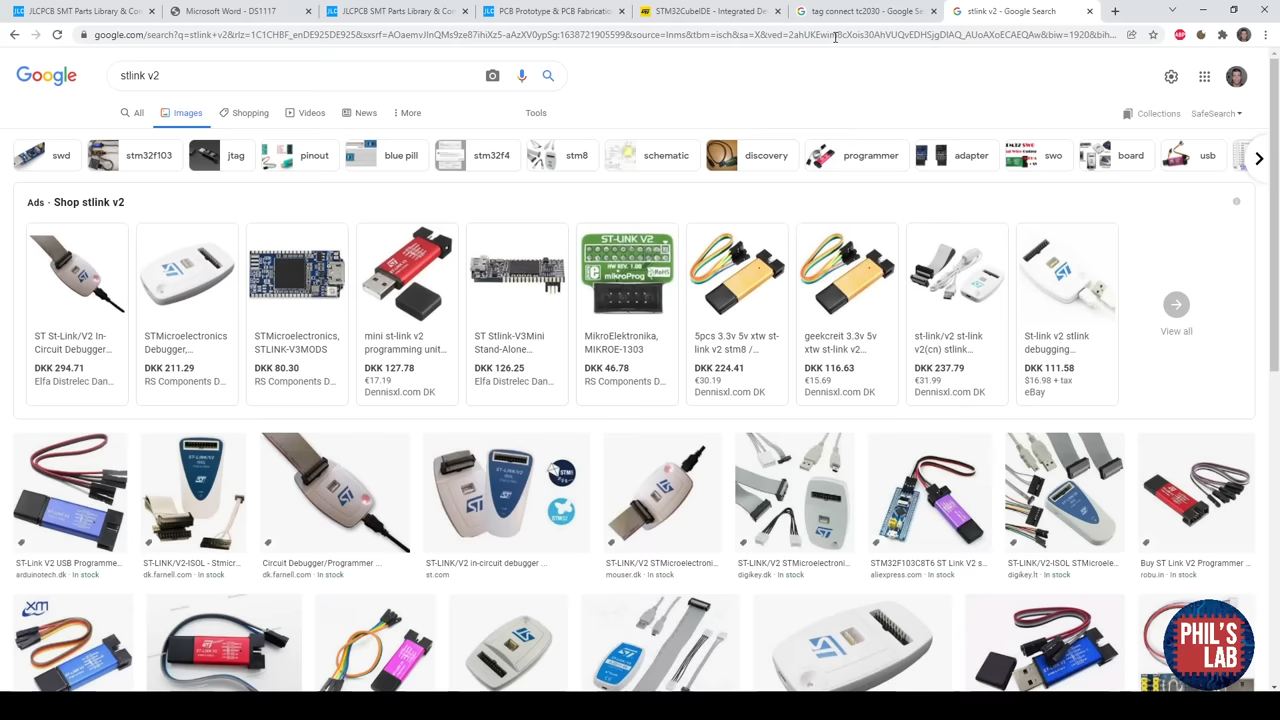 JLCPCB SMT Parts Library & Co
Microsoft Word - DS1117
JLCPCB SMT Parts Library & Co
PCB Prototype & PCB Fabricatio
STM32CubeIDE - Integrated De
tag connect tc2030 - Google Se
stlink v2 - Google Search
Google
stlink v2
All
Images
Shopping
Videos
News
More
Tools
Collections
SafeSearch
swd
stm32f103
jtag
pinout
blue pill
stm32f4
stm8
schematic
discovery
programmer
adapter
swo
board
usb
Ads · Shop stlink v2
ST-LINK V2
mikroProg
ST St-Link/V2 In-
Circuit Debugger...
DKK 294.71
Elfa Distrelec Dan...
STMicroelectronics
Debugger,...
DKK 211.29
RS Components D...
STMicroelectronics,
STLINK-V3MODS
DKK 80.30
RS Components D...
mini st-link v2
programming unit...
DKK 127.78
€17.19
Dennisxl.com DK
ST Stlink-V3Mini
Stand-Alone...
DKK 126.25
Elfa Distrelec Dan...
MikroElektronika,
MIKROE-1303
DKK 46.78
RS Components D...
5pcs 3.3v 5v xtw st-
link v2 stm8 /...
DKK 224.41
€30.19
Dennisxl.com DK
geekcreit 3.3v 5v
xtw st-link v2...
DKK 116.63
€15.69
Dennisxl.com DK
st-link/v2 st-link
v2(cn) stlink...
DKK 237.79
€31.99
Dennisxl.com DK
St-link v2 stlink
debugging...
DKK 111.58
$16.98 + tax
eBay
View all
ST-Link V2 USB Programme...
arduinotech.dk · In stock
ST-LINK/V2-ISOL - Stmicr...
dk.farnell.com · In stock
Circuit Debugger/Programmer ...
dk.farnell.com · In stock
ST-LINK/V2 in-circuit debugger ...
st.com
ST-LINK/V2 STMicroelectroni...
mouser.dk · In stock
ST-LINK/V2 STMicroelectronics s...
digikey.dk · In stock
STM32F103C8T6 ST Link V2 s...
aliexpress.com · In stock
ST-LINK/V2-ISOL STMicroele...
digikey.lt · In stock
Buy ST Link V2 Programmer ...
robu.in · In stock
XM
PHIL'S
LAB